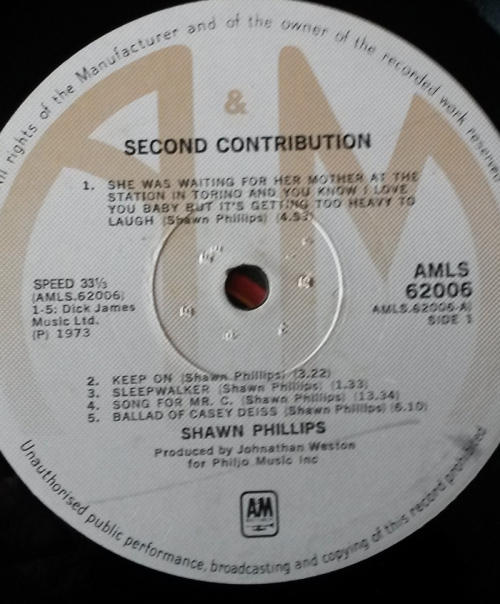 All rights of the Manufacturer and of the owner of the recorded work reserved
A & M
SECOND CONTRIBUTION
1. SHE WAS WAITING FOR HER MOTHER AT THE
STATION IN TORINO AND YOU KNOW I LOVE
YOU BABY BUT IT'S GETTING TOO HEAVY TO
LAUGH (Shawn Phillips) (4.53)
SPEED 33⅓
(AMLS.62006)
1-5: Dick James
Music Ltd.
(P) 1973
AMLS
62006
AMLS.62006-A)
SIDE 1
2. KEEP ON (Shawn Phillips) (3.22)
3. SLEEPWALKER (Shawn Phillips) (1.33)
4. SONG FOR MR. C. (Shawn Phillips) (13.34)
5. BALLAD OF CASEY DEISS (Shawn Phillips) (6.10)
SHAWN PHILLIPS
Produced by Johnathan Weston
for Philjo Music Inc
A&M
Unauthorised public performance, broadcasting and copying of this record prohibited